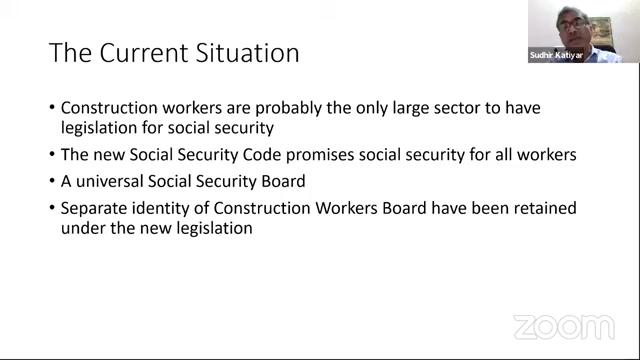 Sudhir Katiyar
The Current Situation
• Construction workers are probably the only large sector to have
legislation for social security
• The new Social Security Code promises social security for all workers
• A universal Social Security Board
• Separate identity of Construction Workers Board have been retained
under the new legislation
zoom